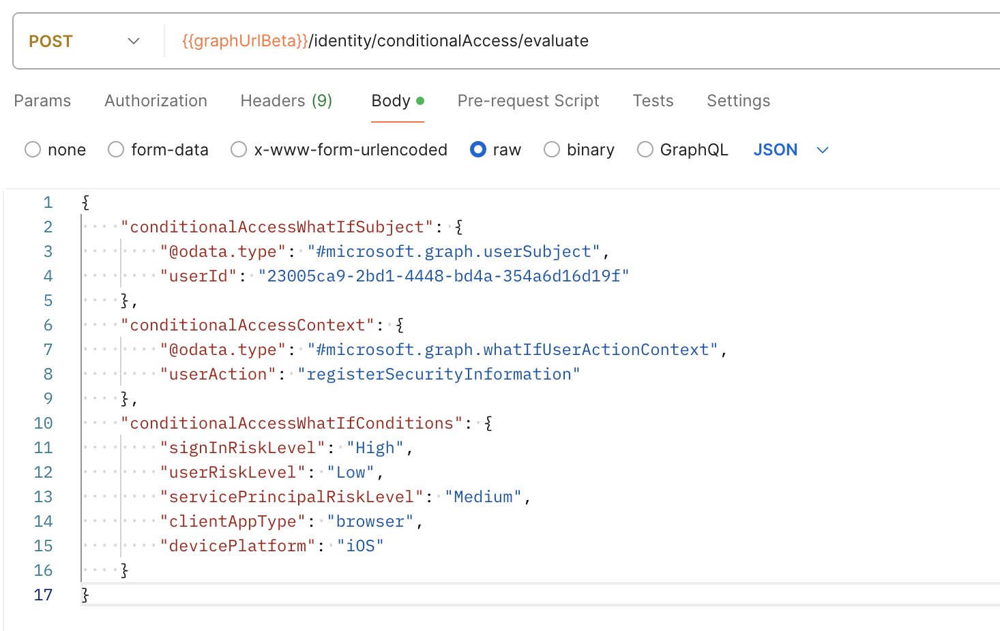 POST {{graphUrlBeta}}/identity/conditionalAccess/evaluate
Params Authorization Headers (9) Body Pre-request Script Tests Settings
none form-data x-www-form-urlencoded raw binary GraphQL JSON
1 {
2 "conditionalAccessWhatIfSubject": {
3 "@odata.type": "#microsoft.graph.userSubject",
4 "userId": "23005ca9-2bd1-4448-bd4a-354a6d16d19f"
5 },
6 "conditionalAccessContext": {
7 "@odata.type": "#microsoft.graph.whatIfUserActionContext",
8 "userAction": "registerSecurityInformation"
9 },
10 "conditionalAccessWhatIfConditions": {
11 "signInRiskLevel": "High",
12 "userRiskLevel": "Low",
13 "servicePrincipalRiskLevel": "Medium",
14 "clientAppType": "browser",
15 "devicePlatform": "iOS"
16 }
17 }